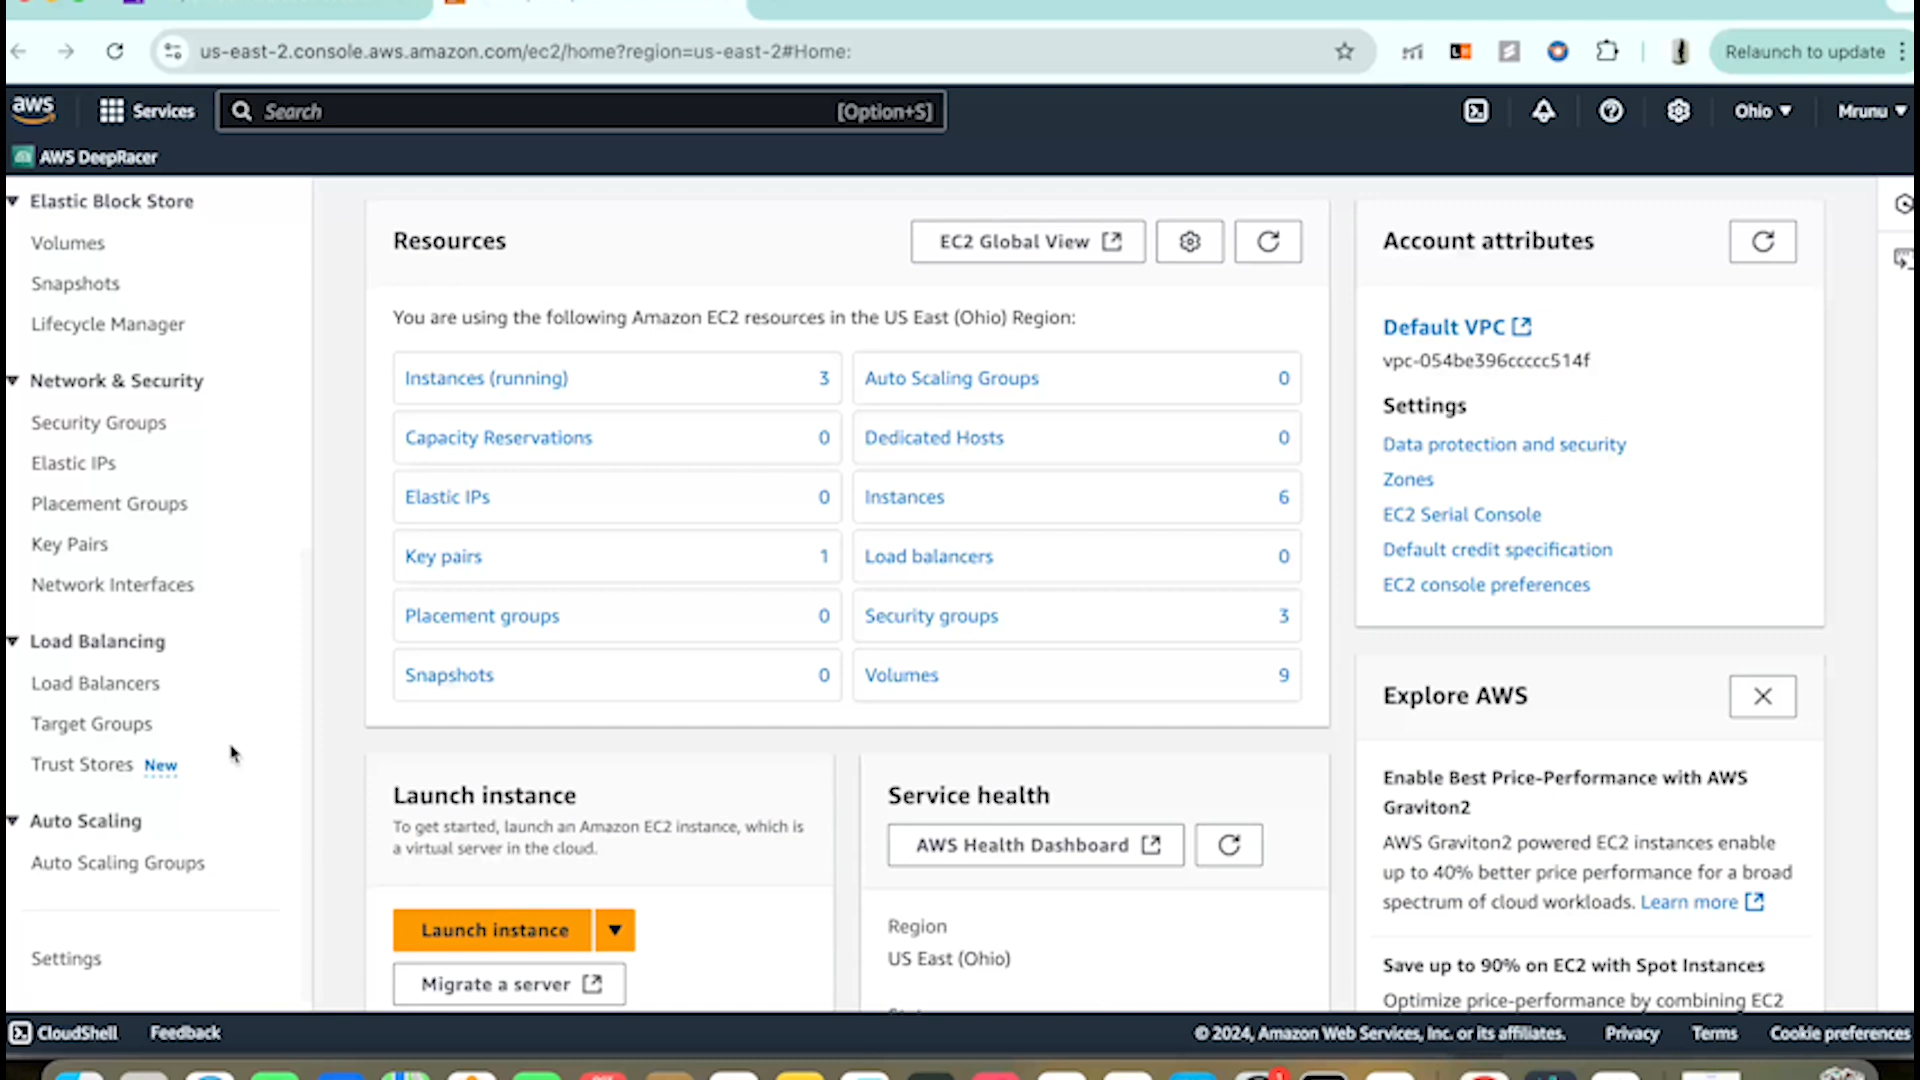 us-east-2.console.aws.amazon.com/ec2/home?region=us-east-2#Home:
Relaunch to update
aws
Services
Search
[Option+S]
Ohio
Mrunu
AWS DeepRacer
Elastic Block Store
Volumes
Snapshots
Lifecycle Manager
Network & Security
Security Groups
Elastic IPs
Placement Groups
Key Pairs
Network Interfaces
Load Balancing
Load Balancers
Target Groups
Trust Stores New
Auto Scaling
Auto Scaling Groups
Settings
Resources
EC2 Global View
You are using the following Amazon EC2 resources in the US East (Ohio) Region:
Instances (running) 3
Auto Scaling Groups 0
Capacity Reservations 0
Dedicated Hosts 0
Elastic IPs 0
Instances 6
Key pairs 1
Load balancers 0
Placement groups 0
Security groups 3
Snapshots 0
Volumes 9
Launch instance
To get started, launch an Amazon EC2 instance, which is
a virtual server in the cloud.
Launch instance
Migrate a server
Service health
AWS Health Dashboard
Region
US East (Ohio)
Account attributes
Default VPC
vpc-054be396ccccc514f
Settings
Data protection and security
Zones
EC2 Serial Console
Default credit specification
EC2 console preferences
Explore AWS
Enable Best Price-Performance with AWS
Graviton2
AWS Graviton2 powered EC2 instances enable
up to 40% better price performance for a broad
spectrum of cloud workloads. Learn more
Save up to 90% on EC2 with Spot Instances
Optimize price-performance by combining EC2
CloudShell
Feedback
© 2024, Amazon Web Services, Inc. or its affiliates.
Privacy
Terms
Cookie preferences